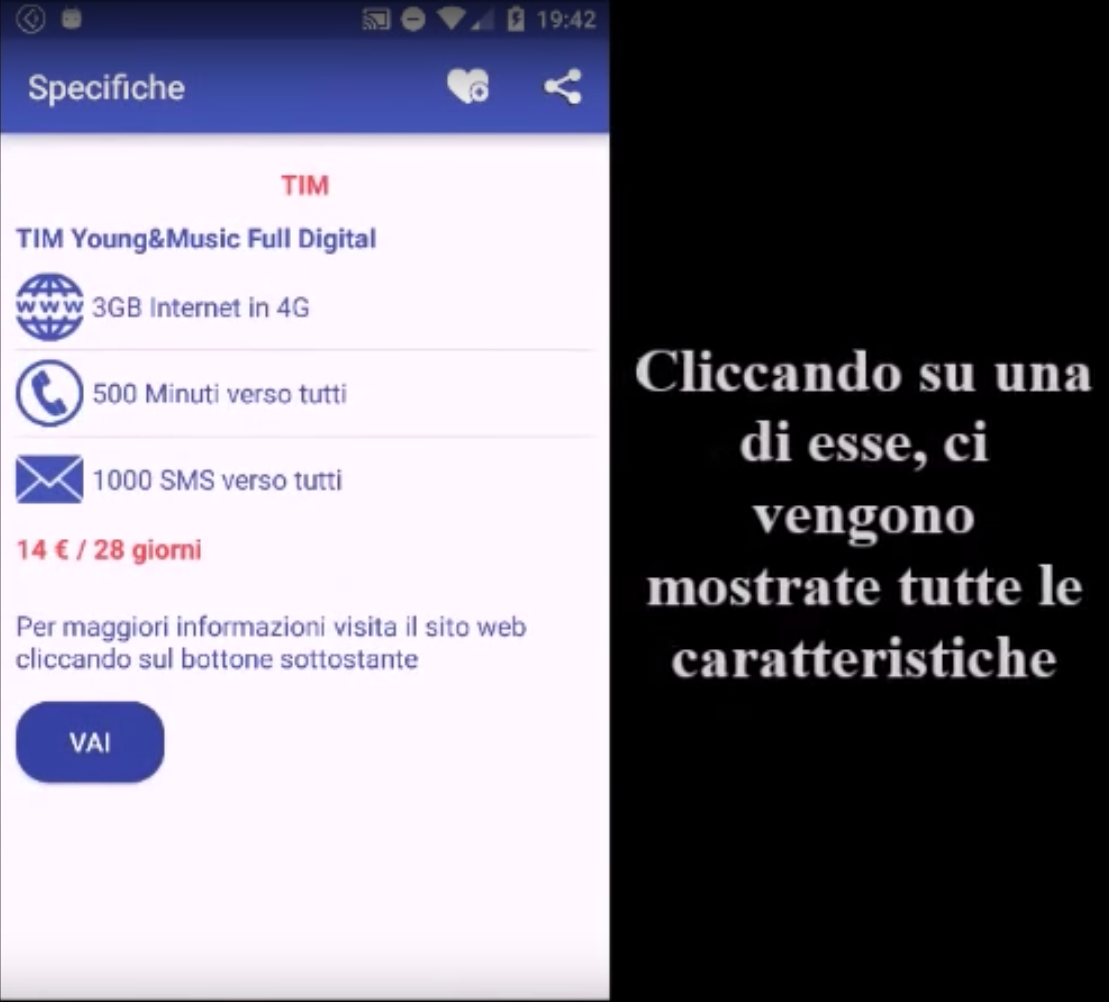 19:42
Specifiche
TIM
TIM Young&Music Full Digital
www 3GB Internet in 4G
500 Minuti verso tutti
1000 SMS verso tutti
14 € / 28 giorni
Per maggiori informazioni visita il sito web
cliccando sul bottone sottostante
VAI
Cliccando su una
di esse, ci
vengono
mostrate tutte le
caratteristiche